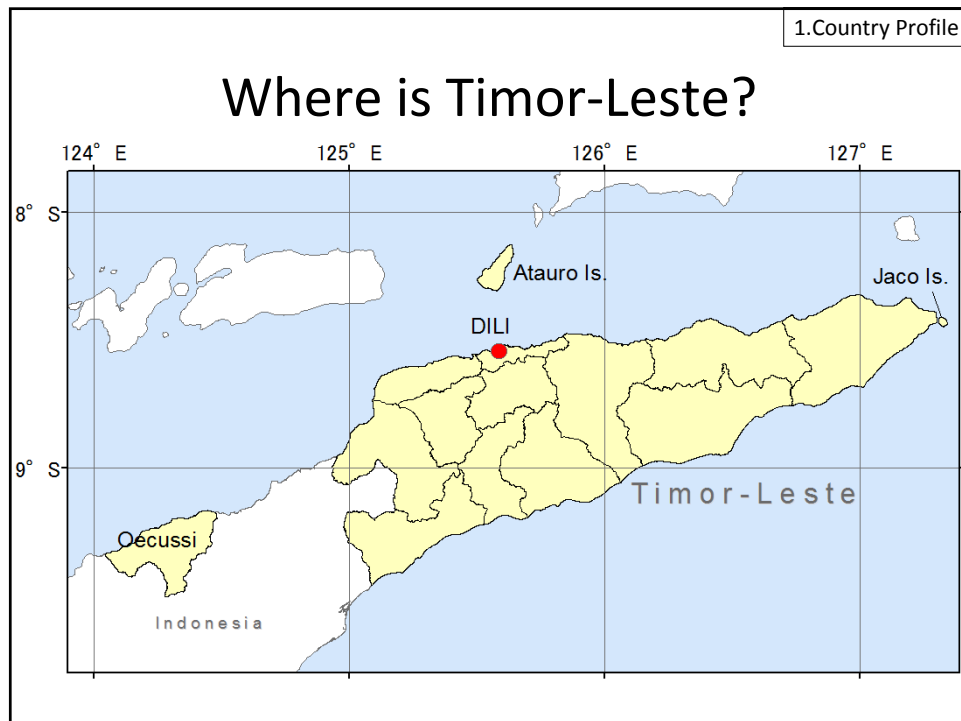 1.Country Profile
Where is Timor-Leste?
124° E 125° E 126° E 127° E
8° S
Atauro Is.
Jaco Is.
DILI
9° S
Timor-Leste
Oecussi
Indonesia